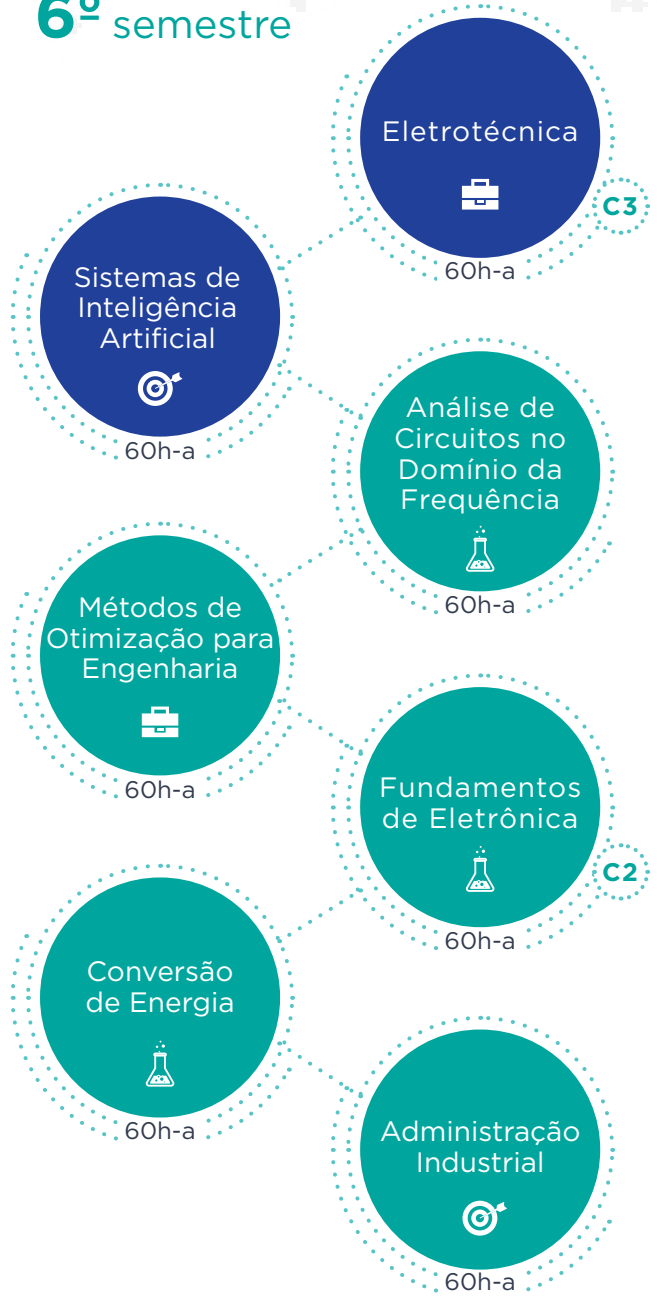 6º semestre
Eletrotécnica
C3
60h-a
Sistemas de
Inteligência
Artificial
60h-a
Análise de
Circuitos no
Domínio da
Frequência
60h-a
Métodos de
Otimização para
Engenharia
60h-a
Fundamentos
de Eletrônica
C2
60h-a
Conversão
de Energia
60h-a
Administração
Industrial
60h-a